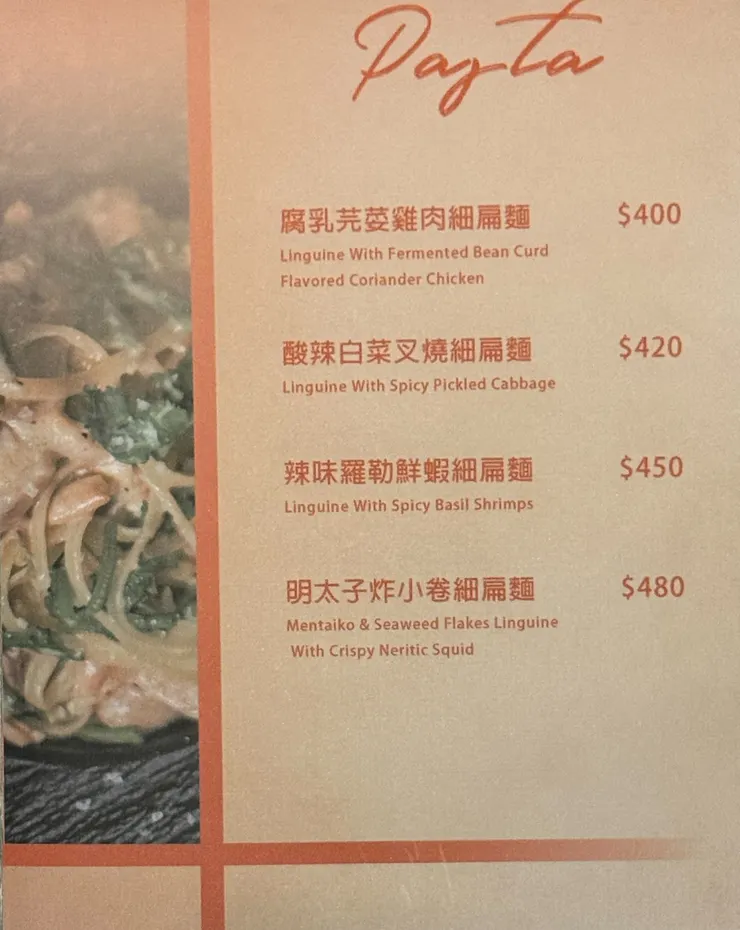 Pasta
腐乳芫荽雞肉細扁麵 $400
Linguine With Fermented Bean Curd
Flavored Coriander Chicken
酸辣白菜叉燒細扁麵 $420
Linguine With Spicy Pickled Cabbage
辣味羅勒鮮蝦細扁麵 $450
Linguine With Spicy Basil Shrimps
明太子炸小卷細扁麵 $480
Mentaiko & Seaweed Flakes Linguine
With Crispy Neritic Squid